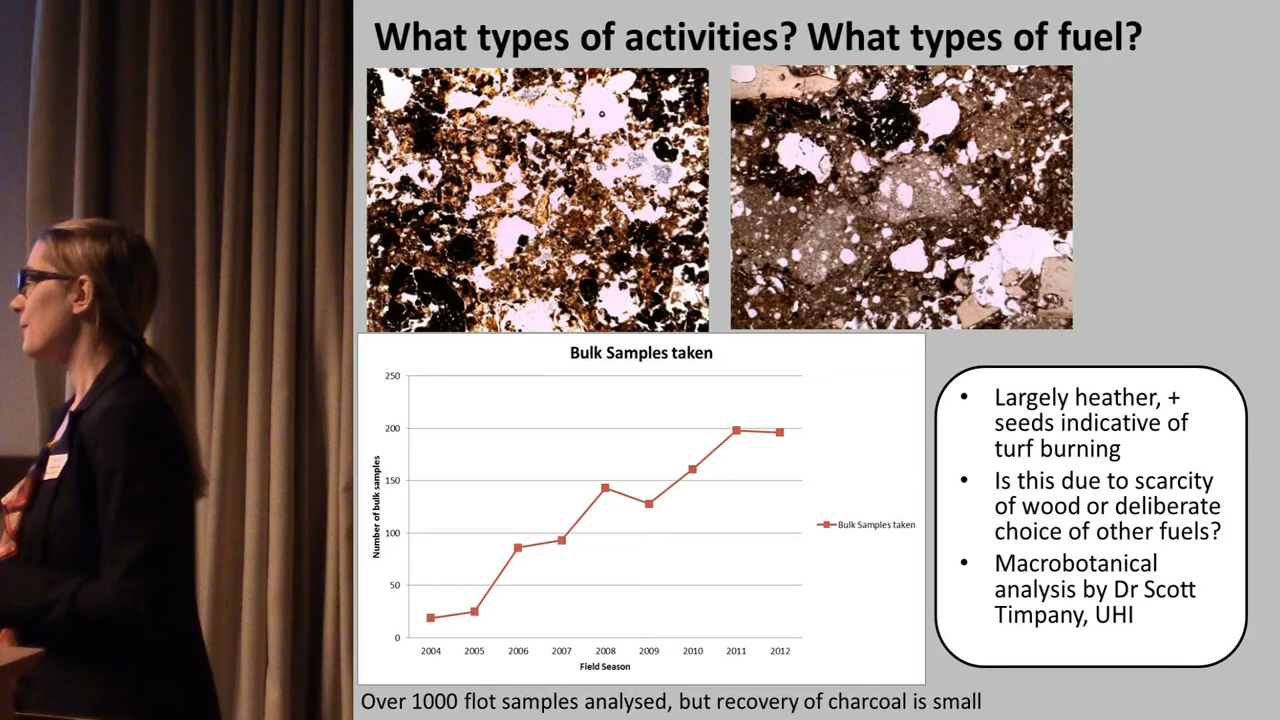 What types of activities? What types of fuel?
Bulk Samples taken
250
200
150
100
50
0
Number of bulk samples
2004 2005 2006 2007 2008 2009 2010 2011 2012
Field Season
Bulk Samples taken
• Largely heather, +
seeds indicative of
turf burning
• Is this due to scarcity
of wood or deliberate
choice of other fuels?
• Macrobotanical
analysis by Dr Scott
Timpany, UHI
Over 1000 flot samples analysed, but recovery of charcoal is small